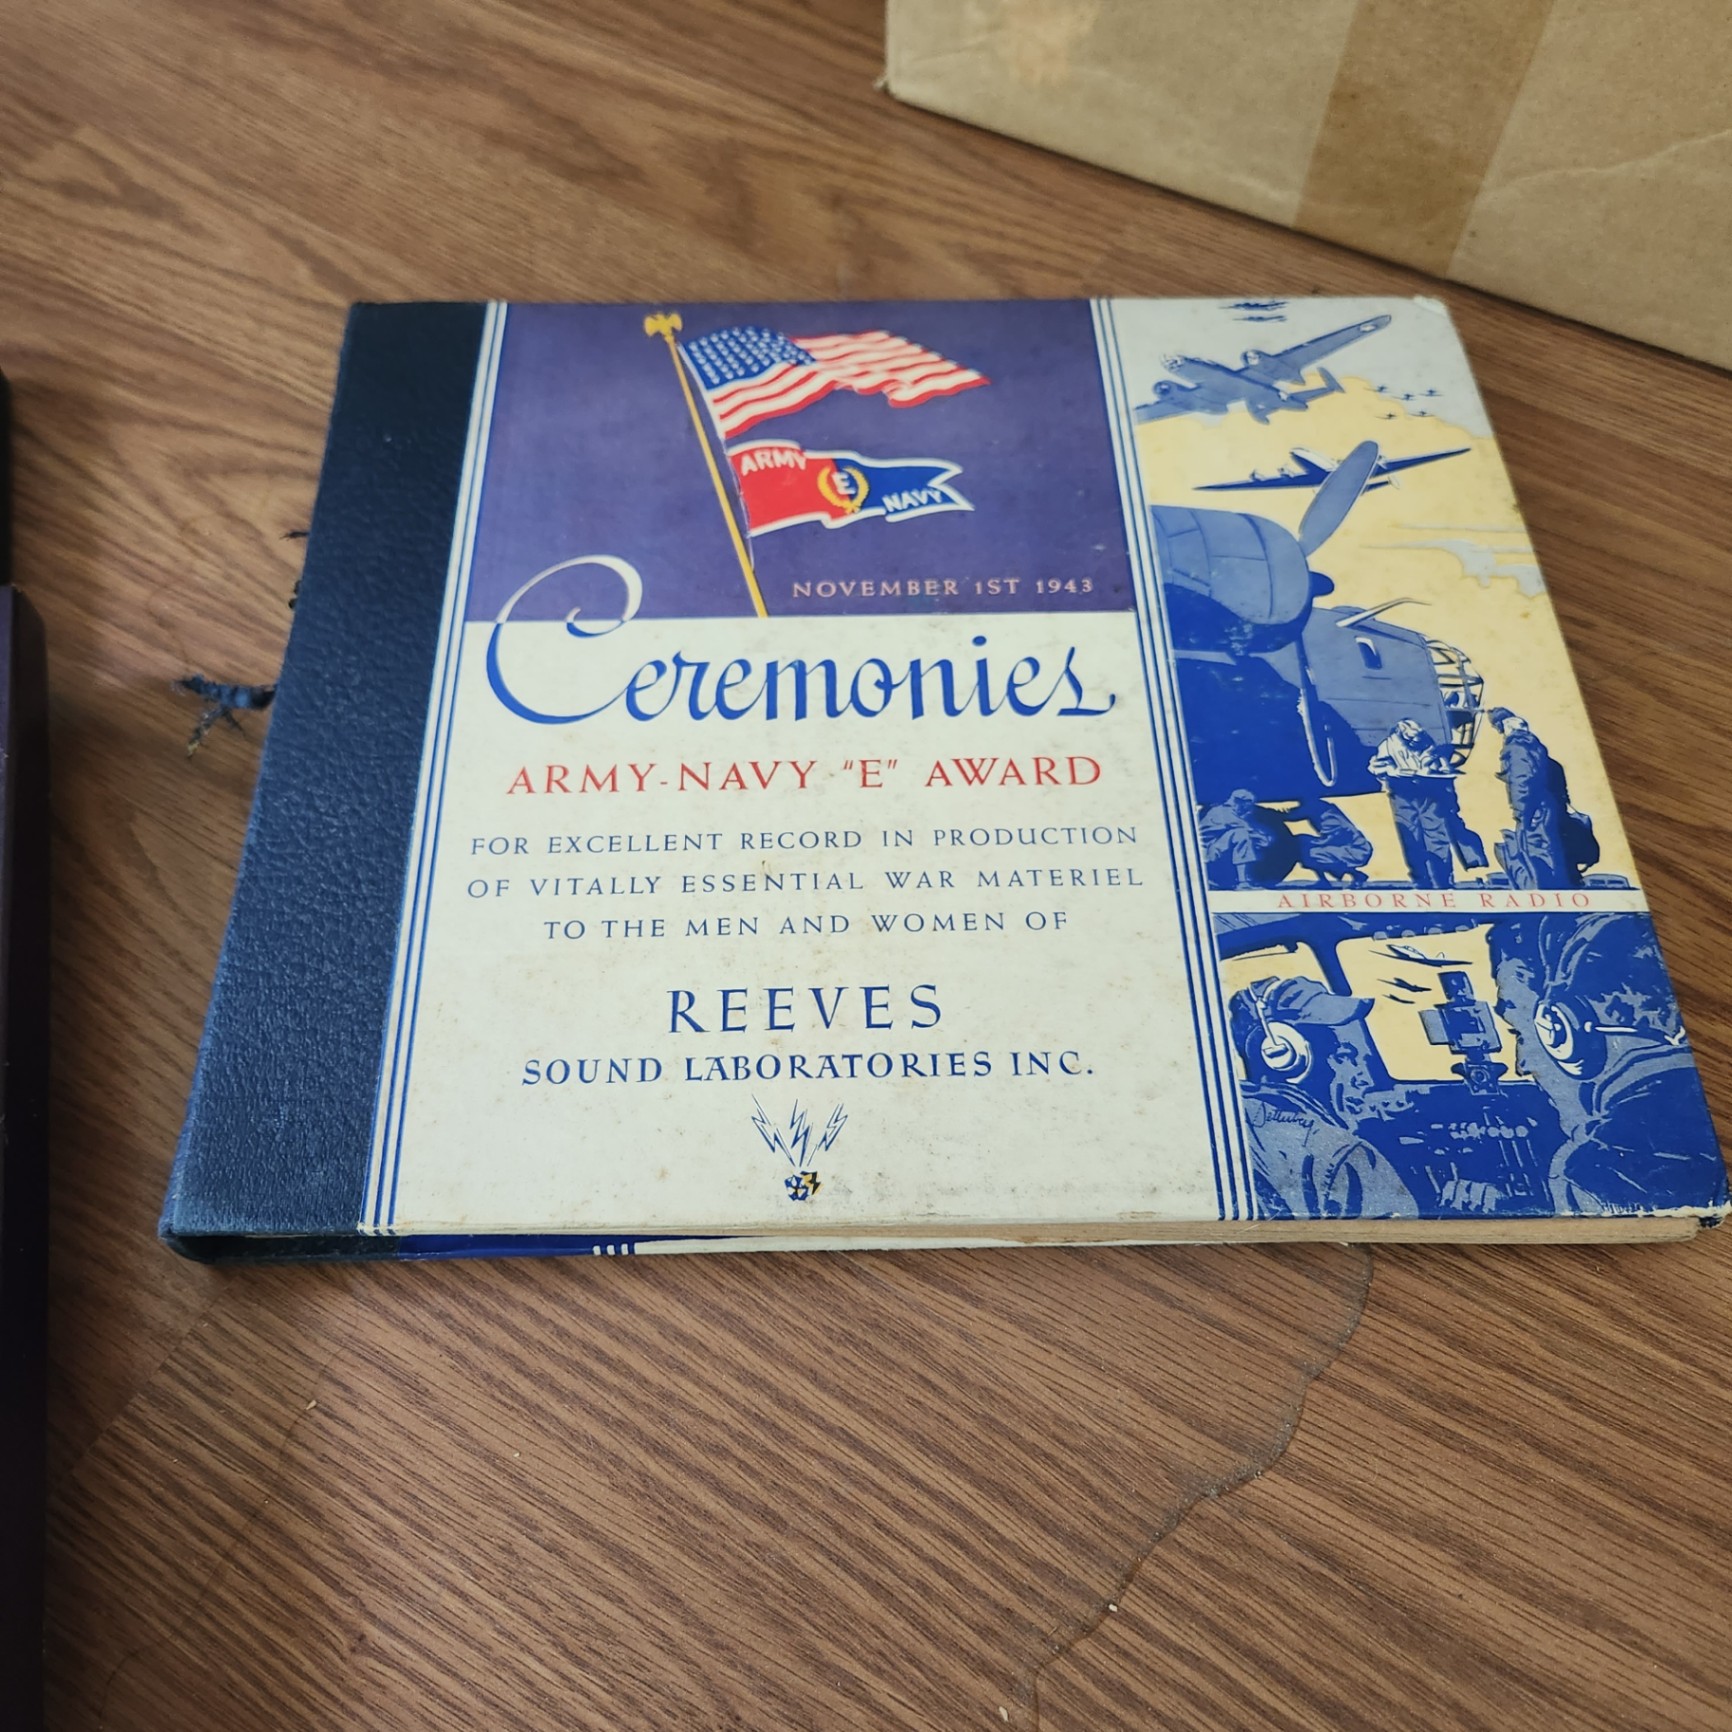 ARMY
E
NAVY
NOVEMBER 1ST 1943
Ceremonies
ARMY-NAVY "E" AWARD
FOR EXCELLENT RECORD IN PRODUCTION
OF VITALLY ESSENTIAL WAR MATERIEL
TO THE MEN AND WOMEN OF
REEVES
SOUND LABORATORIES INC.
AIRBORNE RADIO